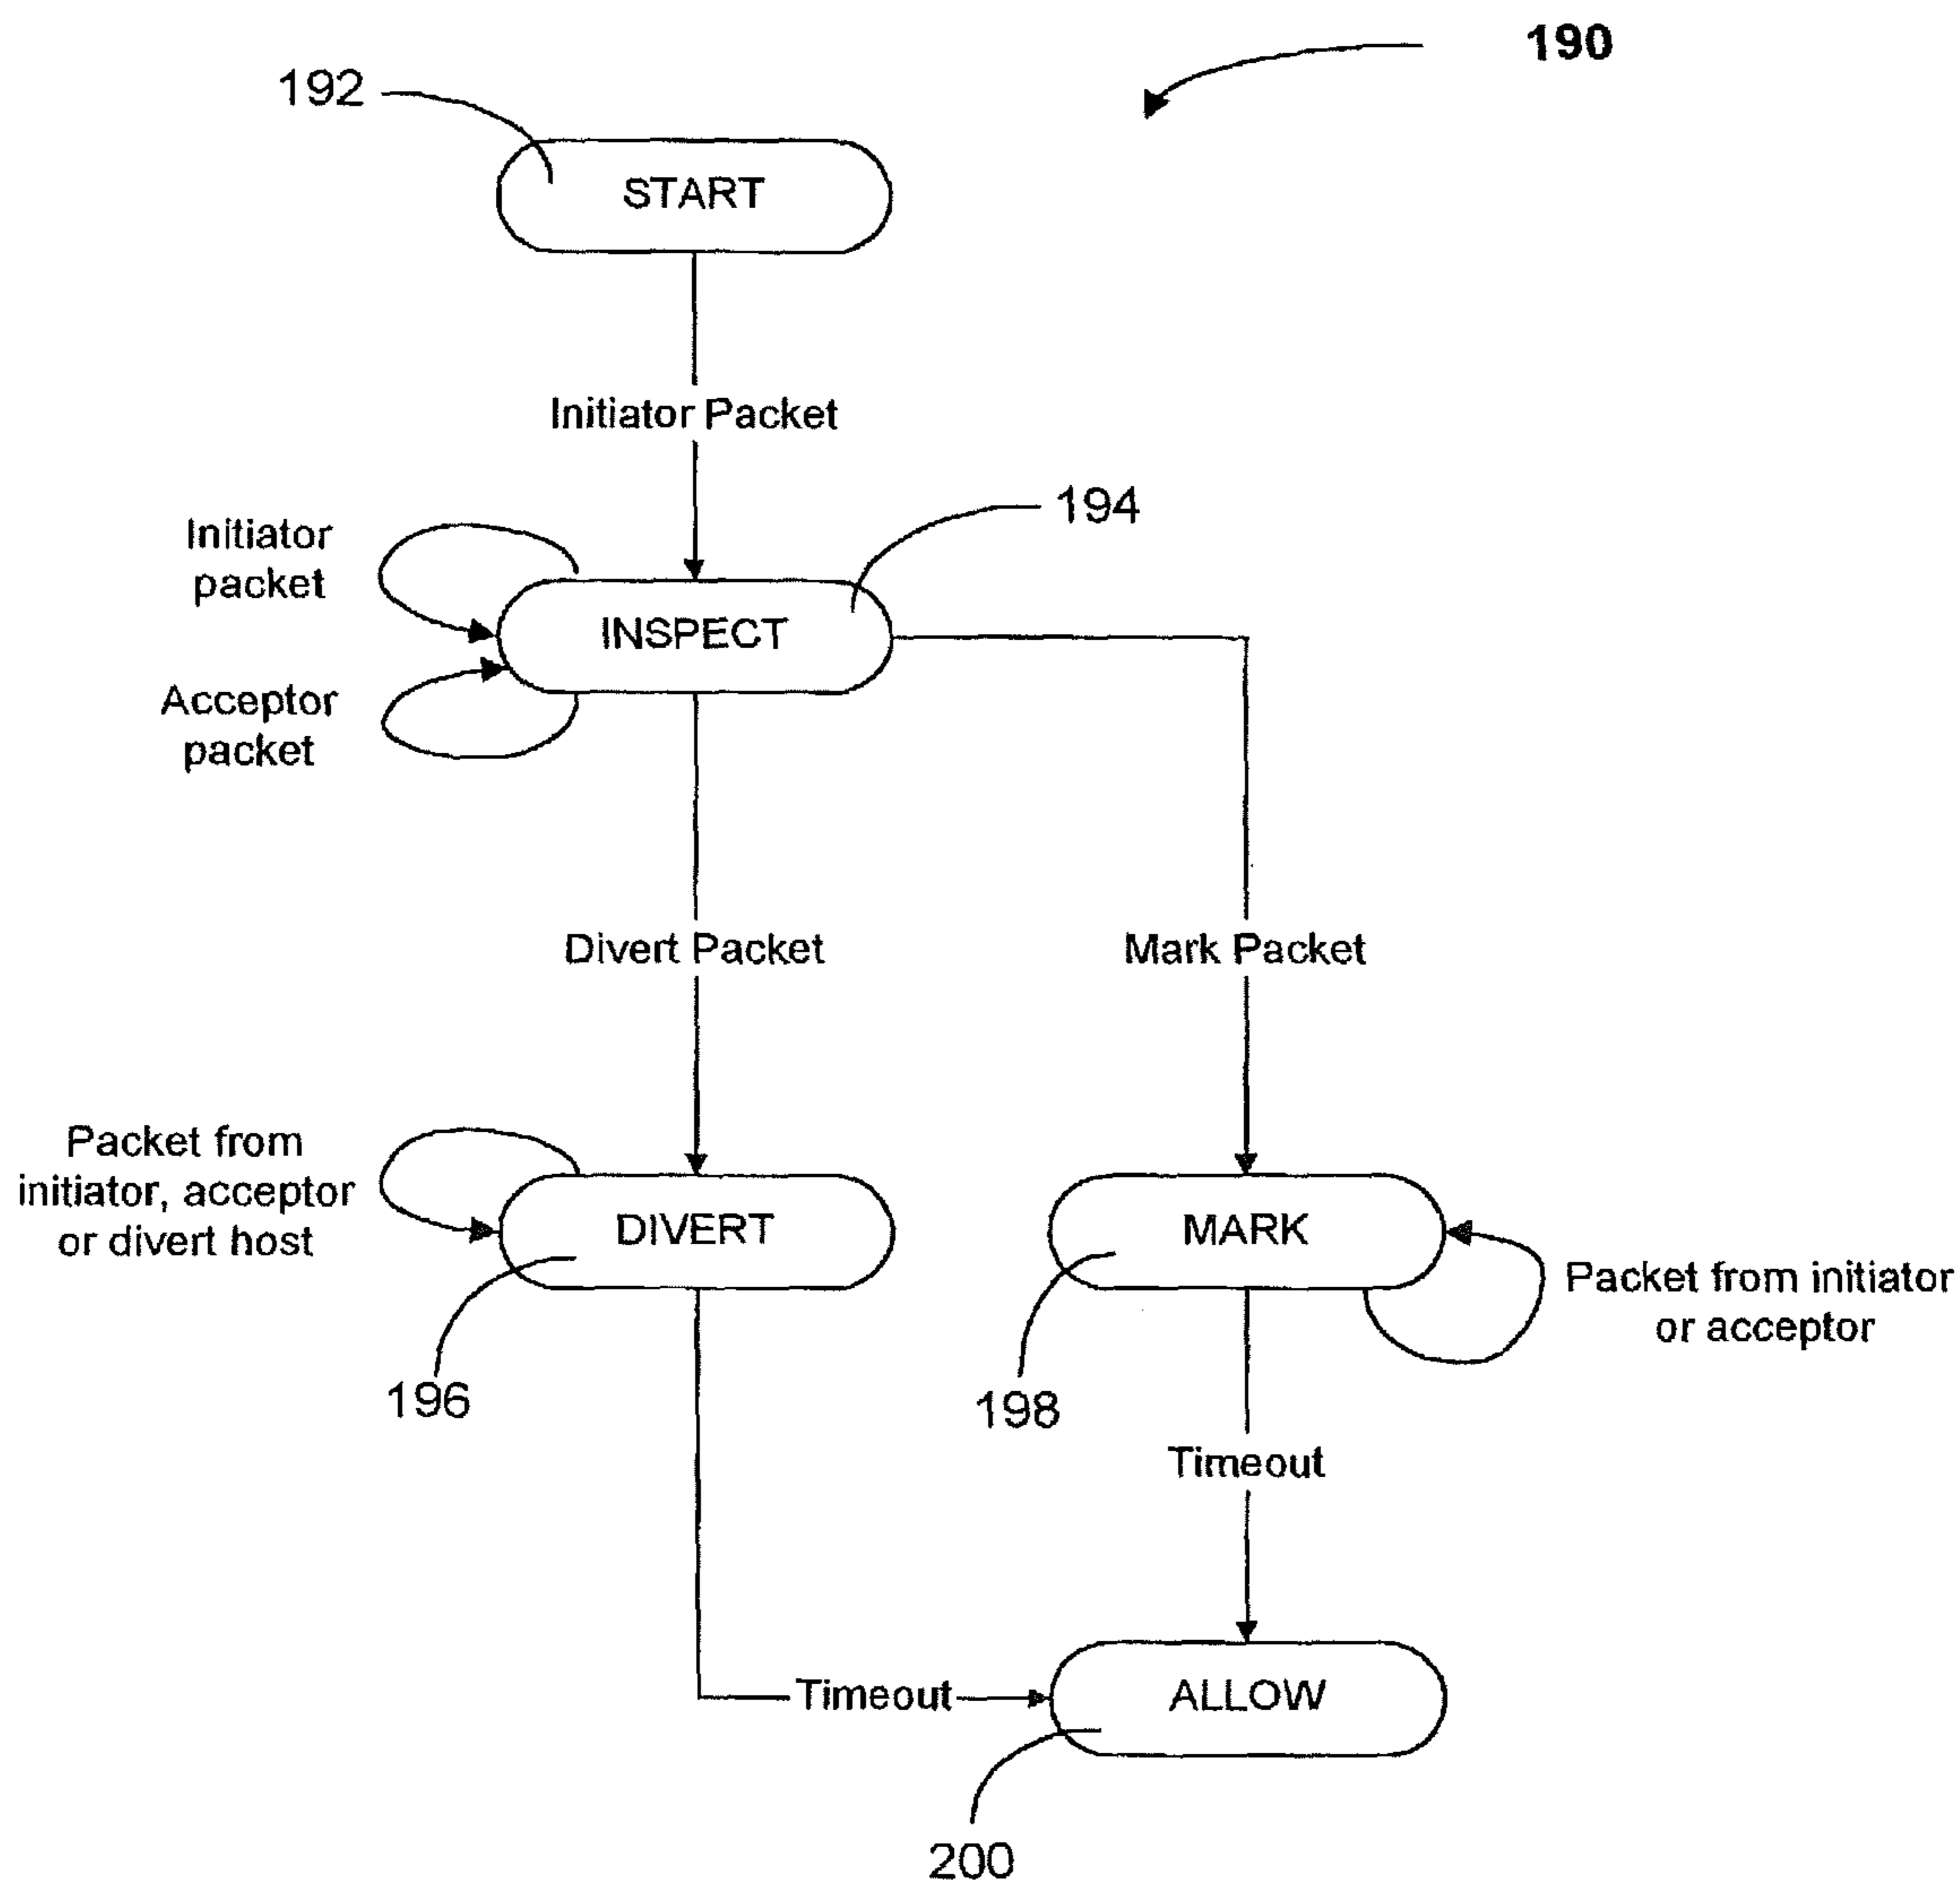 190
192
START
Initiator Packet
194
Initiator
packet
INSPECT
Acceptor
packet
Divert Packet
Mark Packet
Packet from
initiator, acceptor
or divert host
DIVERT
MARK
Packet from initiator
or acceptor
196
198
Timeout
Timeout
ALLOW
200